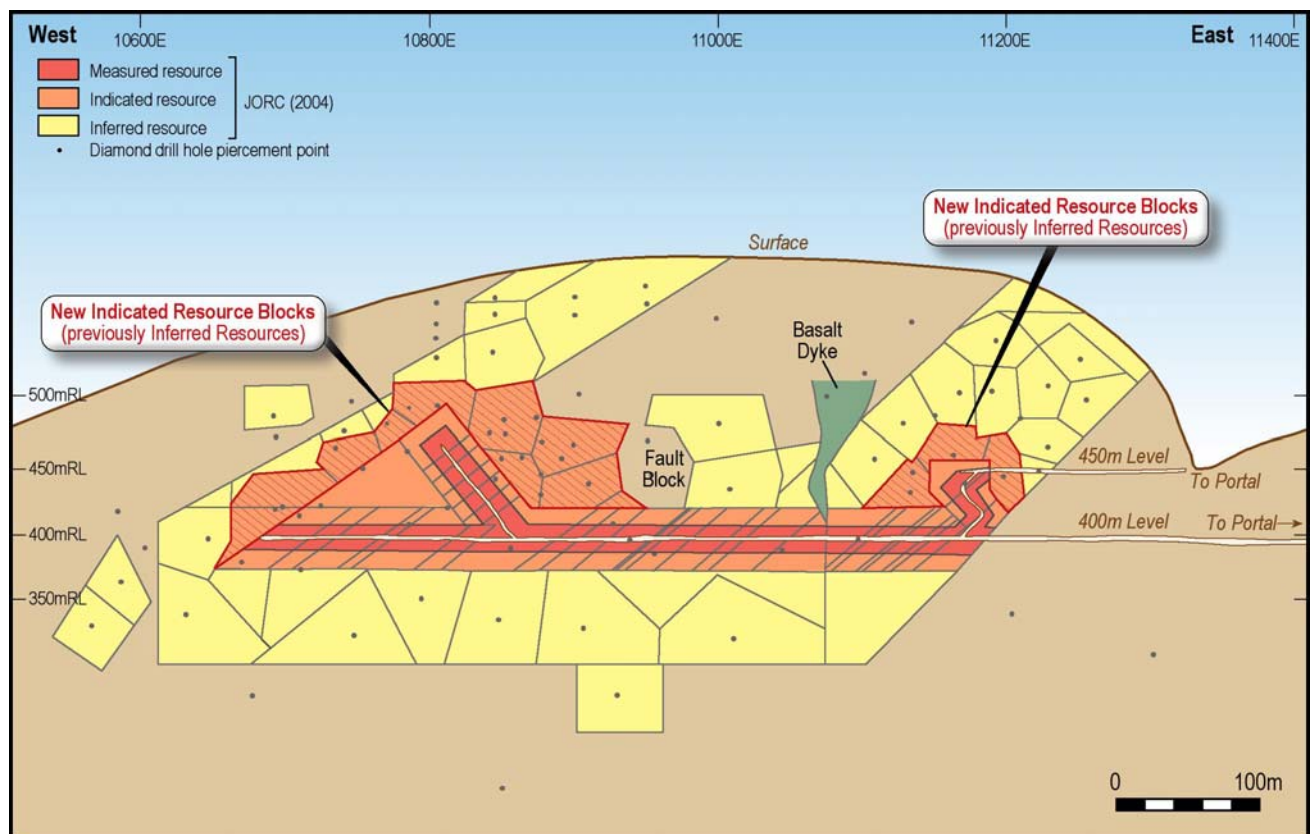 West
10600E
10800E
11000E
11200E
East
11400E
Measured resource
Indicated resource
Inferred resource
JORC (2004)
Diamond drill hole piercement point
New Indicated Resource Blocks
(previously Inferred Resources)
Surface
New Indicated Resource Blocks
(previously Inferred Resources)
Basalt
Dyke
500mRL
450mRL
400mRL
350mRL
Fault
Block
450m Level
To Portal
400m Level
To Portal
0
100m